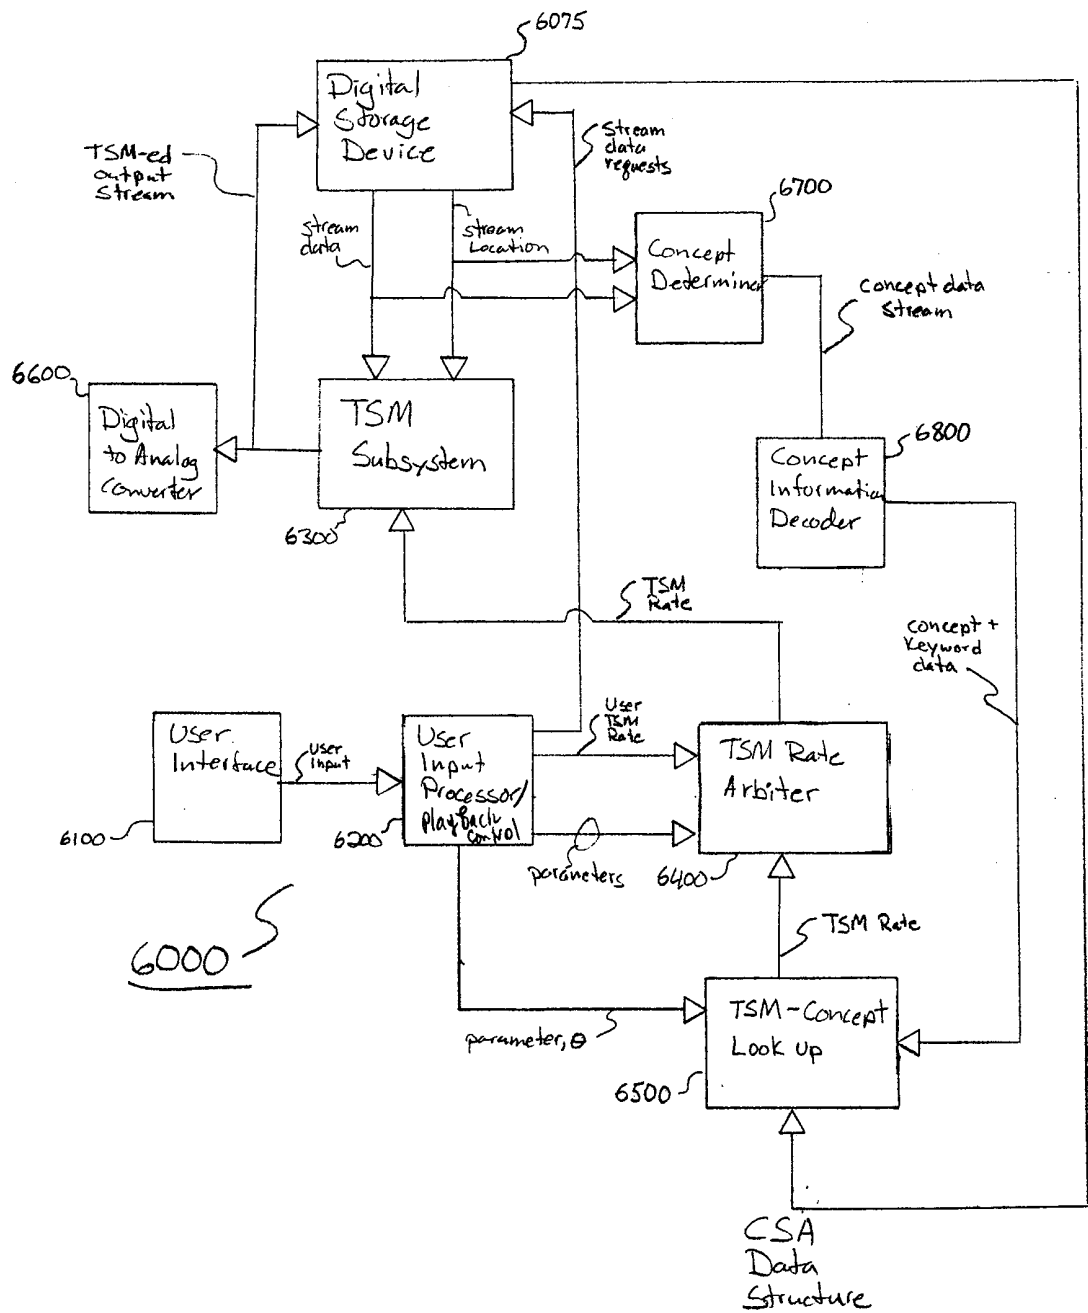 6075
Digital
Storage
Device
TSM-ed
output
Stream
Stream
data
requests
6700
stream
data
stream
Location
Concept
Determiner
concept data
Stream
6600
Digital
to Analog
Converter
TSM
Subsystem
6300
6800
Concept
Information
Decoder
TSM
Rate
concept +
Keyword
data
User
Interface
User
Input
6100
User
Input
Processor/
Playback
Control
6200
User
TSM
Rate
parameters
TSM Rate
Arbiter
6400
6000
TSM Rate
parameter, θ
TSM-Concept
Look up
6500
CSA
Data
Structure